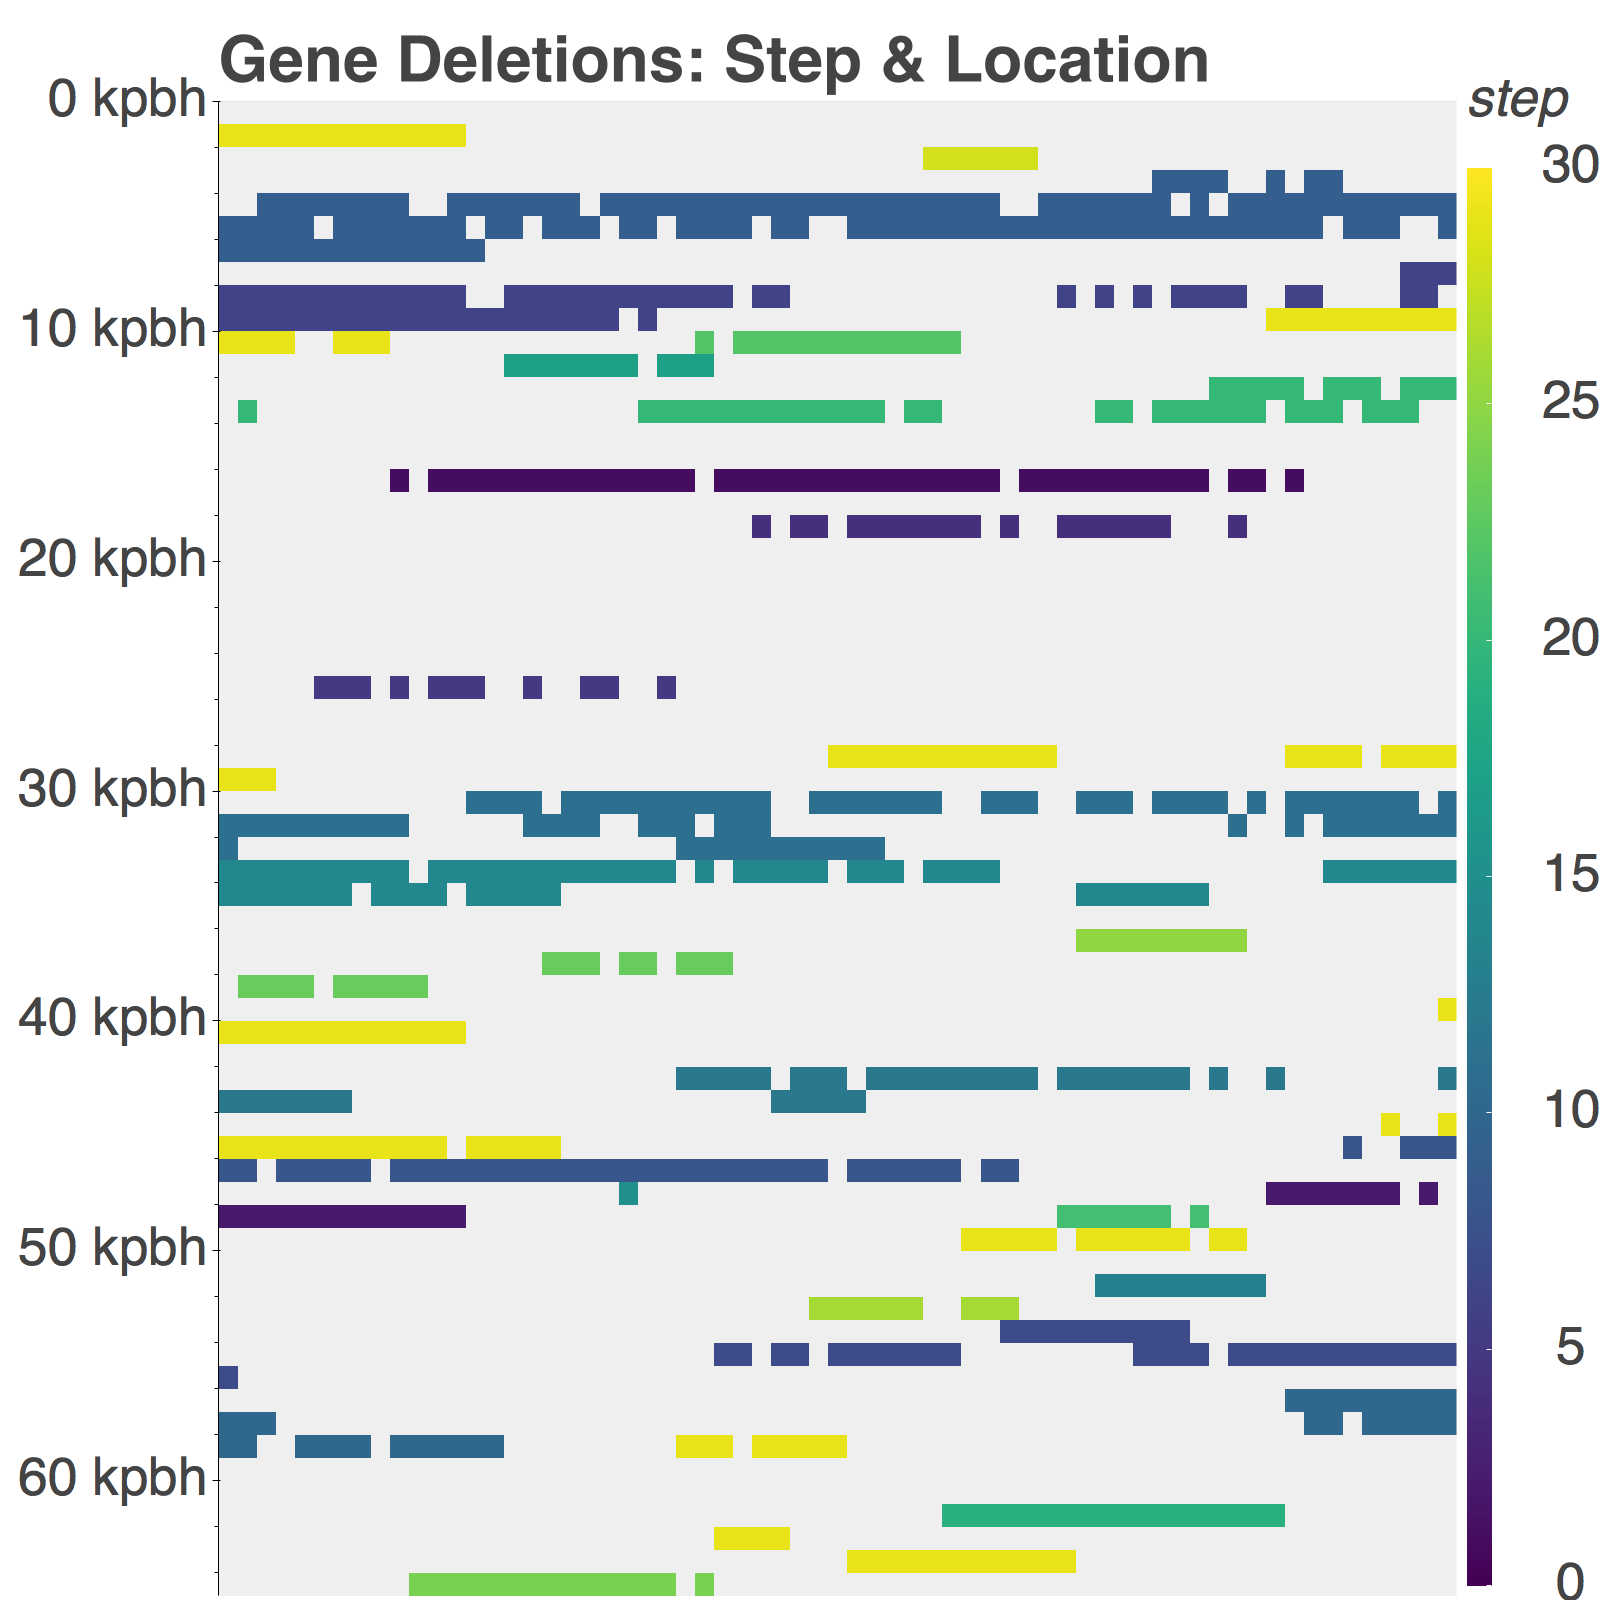 Gene Deletions: Step & Location
0 kpbh
10 kpbh
20 kpbh
30 kpbh
40 kpbh
50 kpbh
60 kpbh
step
30
25
20
15
10
5
0